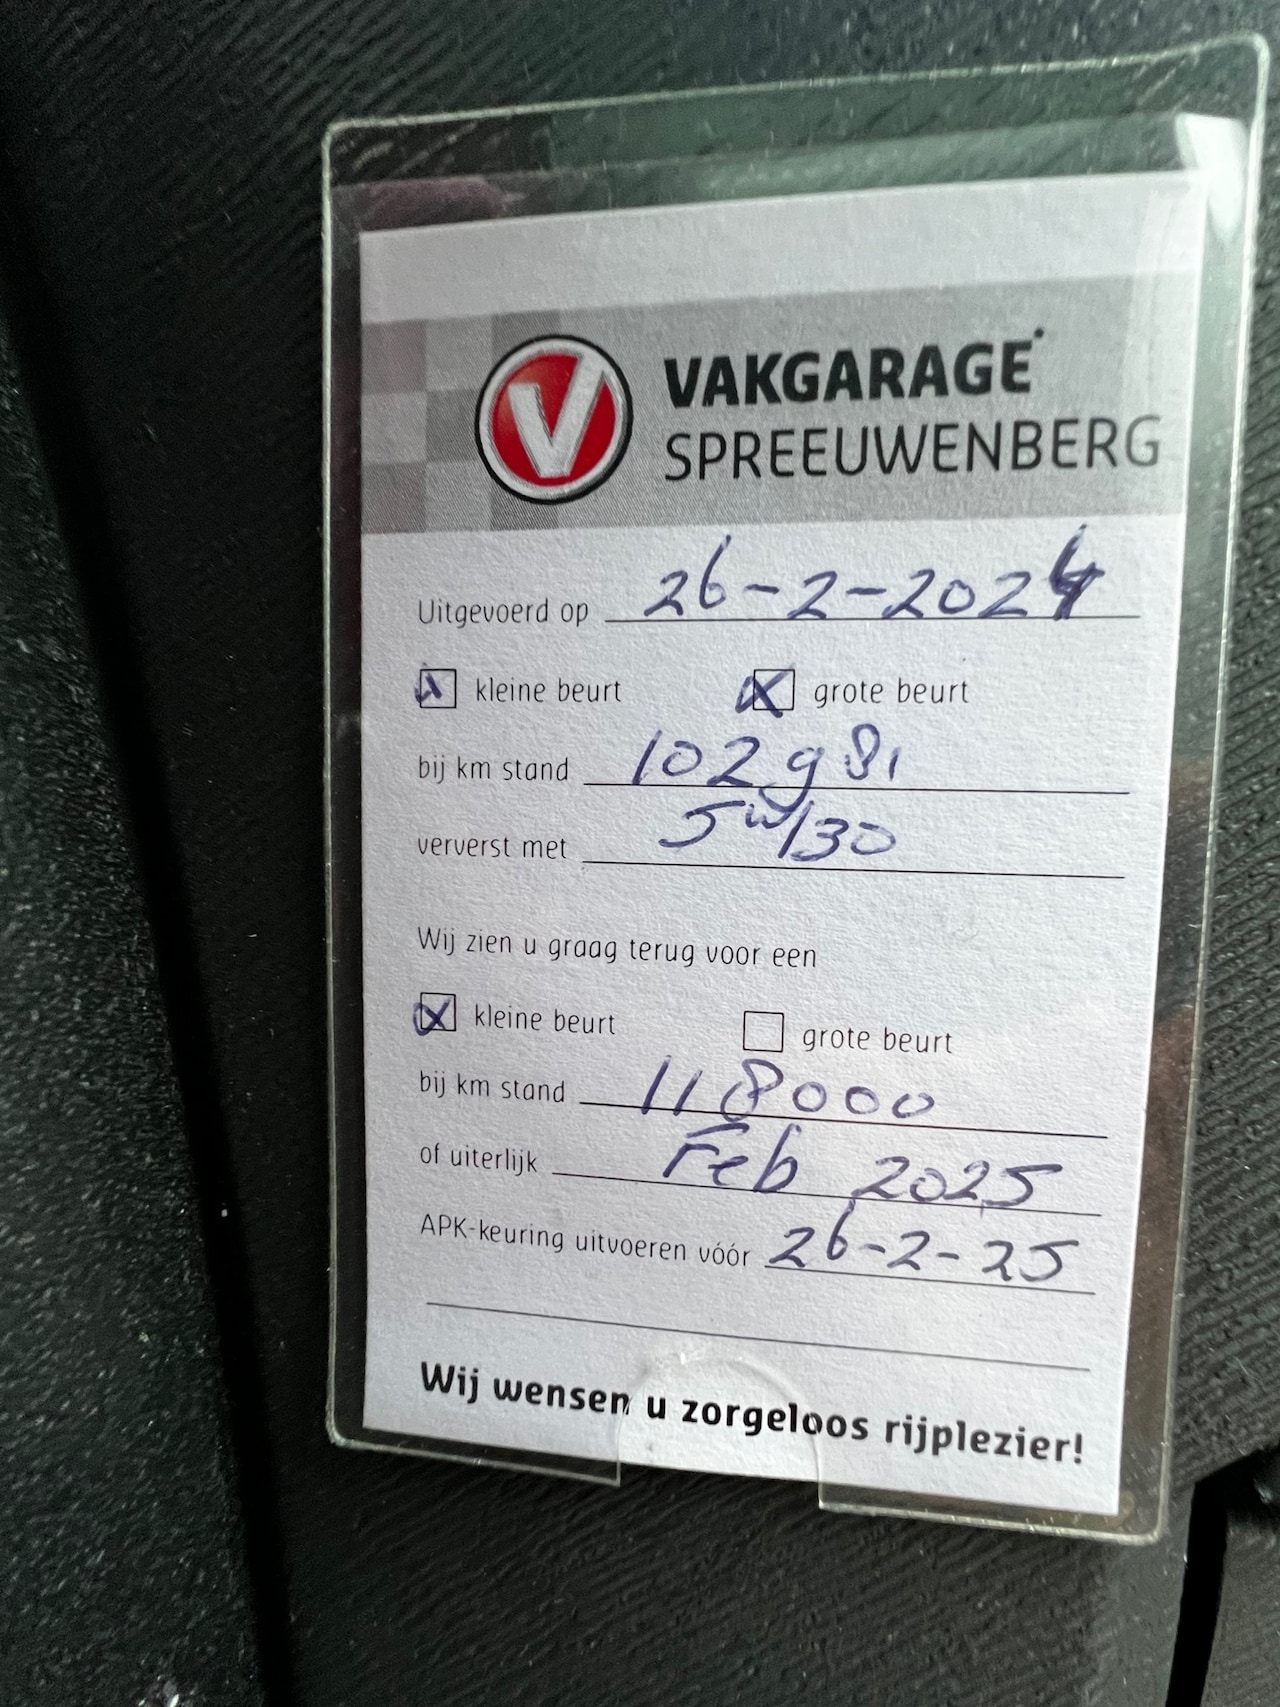 V VAKGARAGE
SPREEUWENBERG
Uitgevoerd op 26-2-2024
kleine beurt grote beurt
bij km stand 102981
ververst met 5w/30
Wij zien u graag terug voor een
kleine beurt grote beurt
bij km stand 118000
of uiterlijk Feb 2025
APK-keuring uitvoeren vóór 26-2-25
Wij wensen u zorgeloos rijplezier!